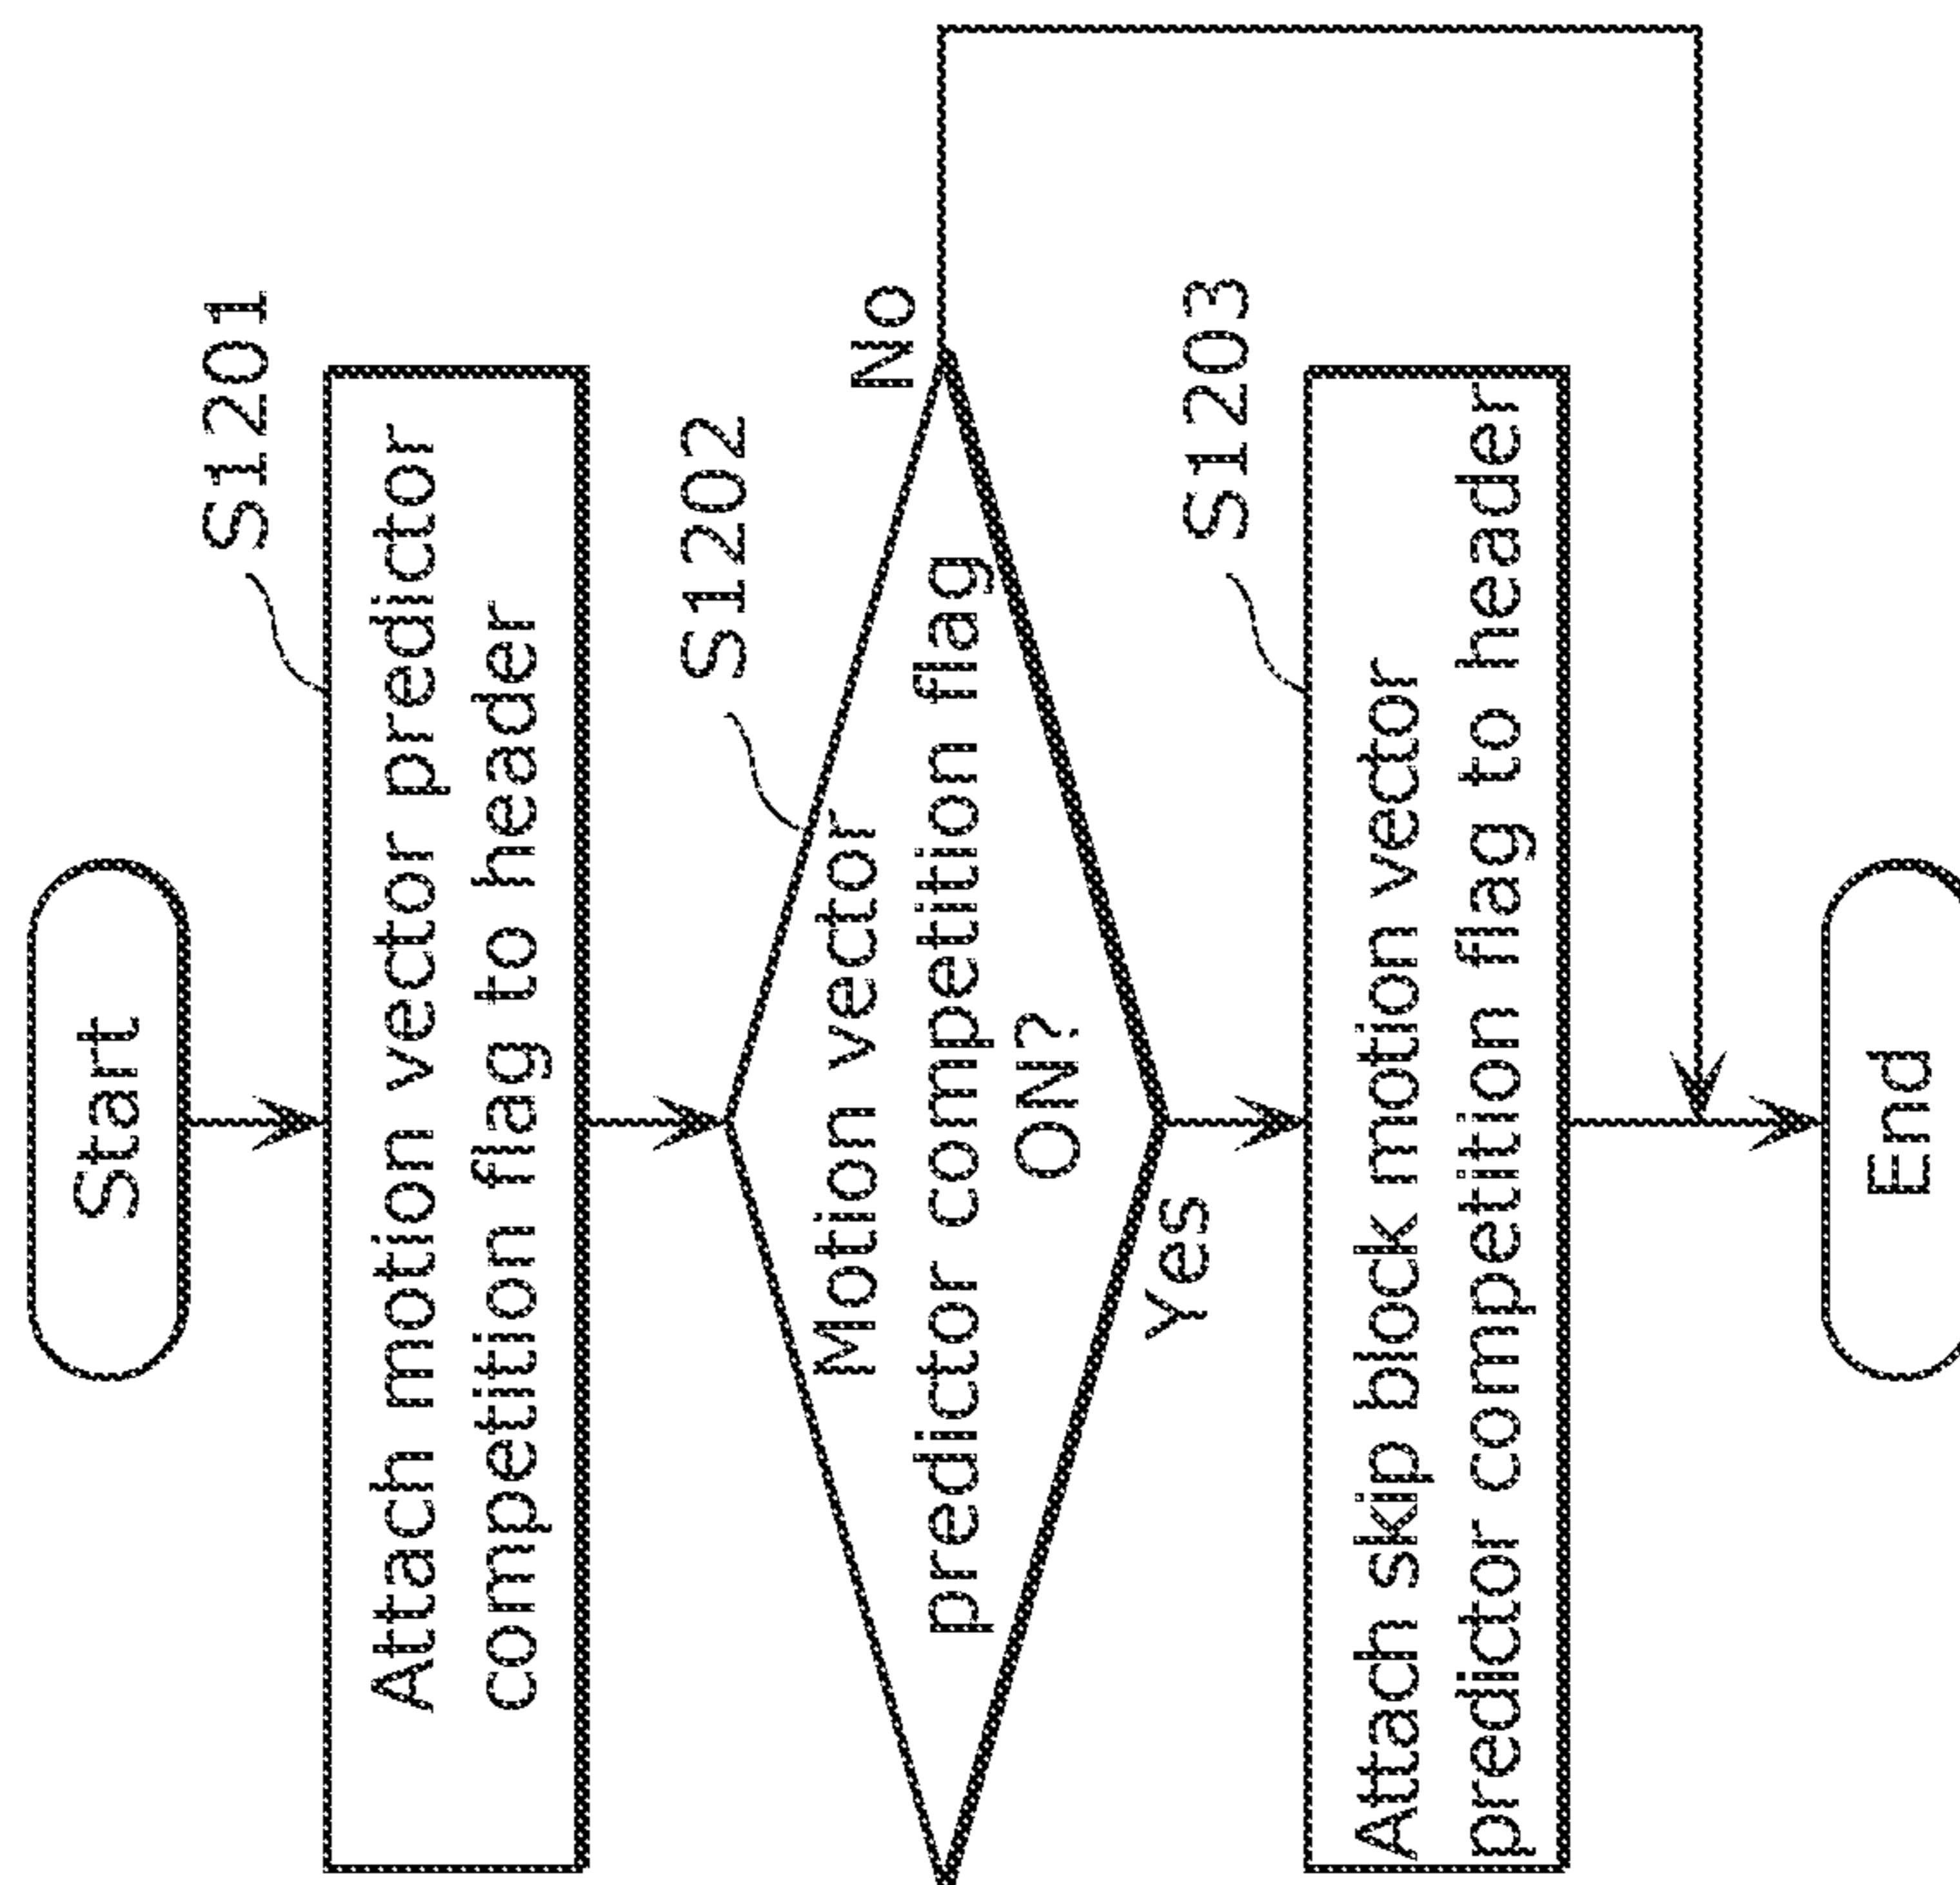 Start
S1201
Attach motion vector predictor
competition flag to header
S1202
Motion vector
predictor competition flag
ON?
No
Yes
S1203
Attach skip block motion vector
predictor competition flag to header
End